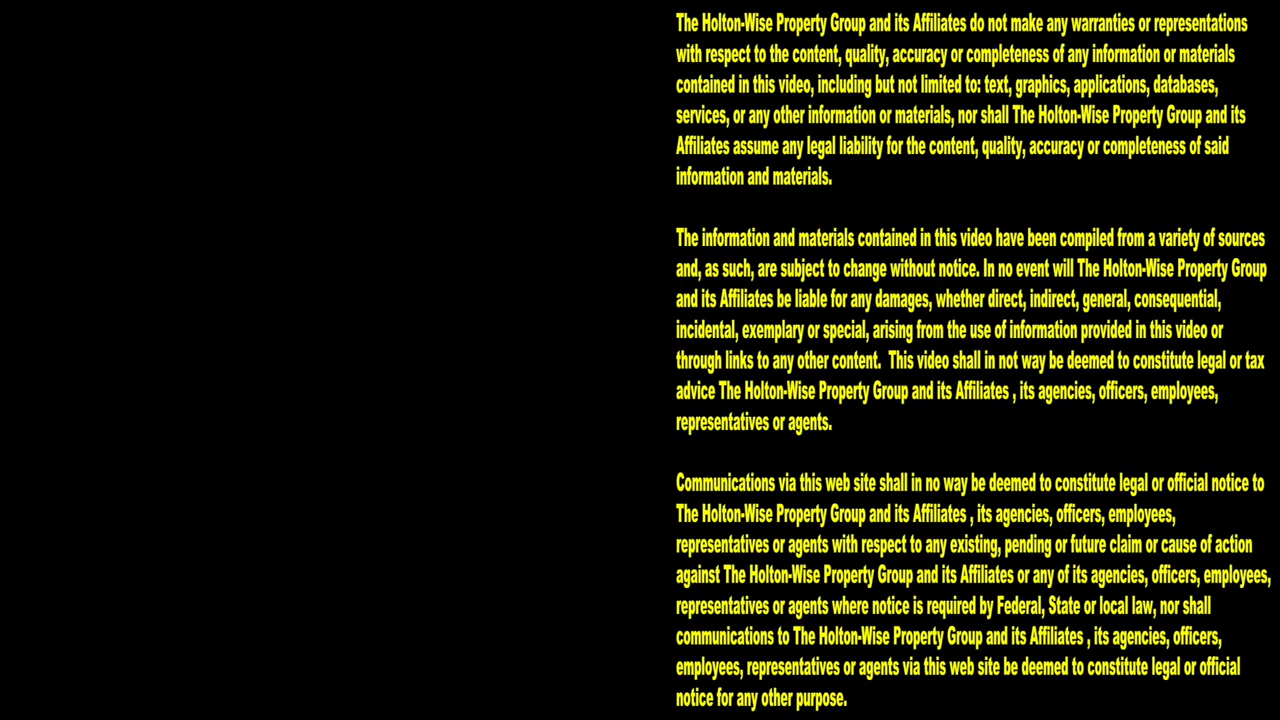 The Holton-Wise Property Group and its Affiliates do not make any warranties or representations
with respect to the content, quality, accuracy or completeness of any information or materials
contained in this video, including but not limited to: text, graphics, applications, databases,
services, or any other information or materials, nor shall The Holton-Wise Property Group and its
Affiliates assume any legal liability for the content, quality, accuracy or completeness of said
information and materials.
The information and materials contained in this video have been compiled from a variety of sources
and, as such, are subject to change without notice. In no event will The Holton-Wise Property Group
and its Affiliates be liable for any damages, whether direct, indirect, general, consequential,
incidental, exemplary or special, arising from the use of information provided in this video or
through links to any other content.  This video shall in not way be deemed to constitute legal or tax
advice The Holton-Wise Property Group and its Affiliates , its agencies, officers, employees,
representatives or agents.
Communications via this web site shall in no way be deemed to constitute legal or official notice to
The Holton-Wise Property Group and its Affiliates , its agencies, officers, employees,
representatives or agents with respect to any existing, pending or future claim or cause of action
against The Holton-Wise Property Group and its Affiliates or any of its agencies, officers, employees,
representatives or agents where notice is required by Federal, State or local law, nor shall
communications to The Holton-Wise Property Group and its Affiliates , its agencies, officers,
employees, representatives or agents via this web site be deemed to constitute legal or official
notice for any other purpose.